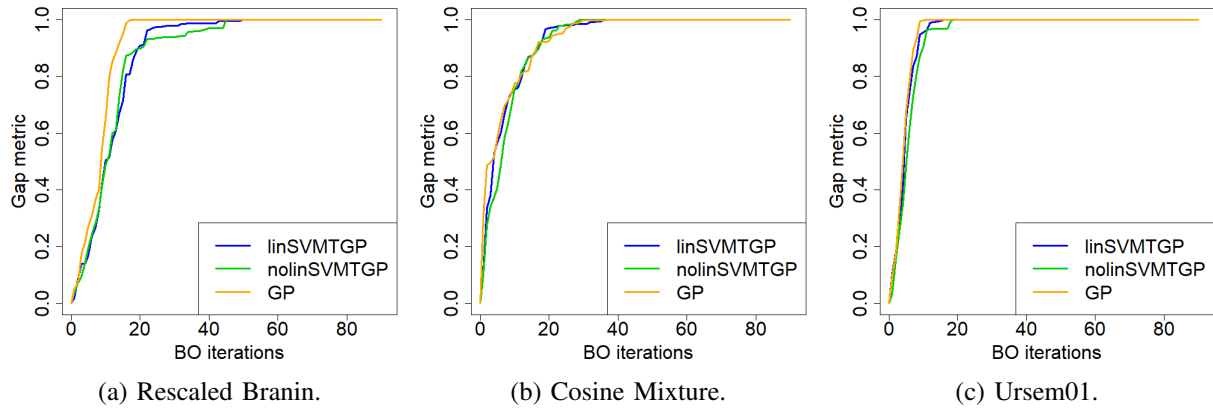 Gap metric
0.0 0.2 0.4 0.6 0.8 1.0
linSVMTGP
nolinSVMTGP
GP
0 20 40 60 80
BO iterations
(a) Rescaled Branin.
Gap metric
0.0 0.2 0.4 0.6 0.8 1.0
linSVMTGP
nolinSVMTGP
GP
0 20 40 60 80
BO iterations
(b) Cosine Mixture.
Gap metric
0.0 0.2 0.4 0.6 0.8 1.0
linSVMTGP
nolinSVMTGP
GP
0 20 40 60 80
BO iterations
(c) Ursem01.